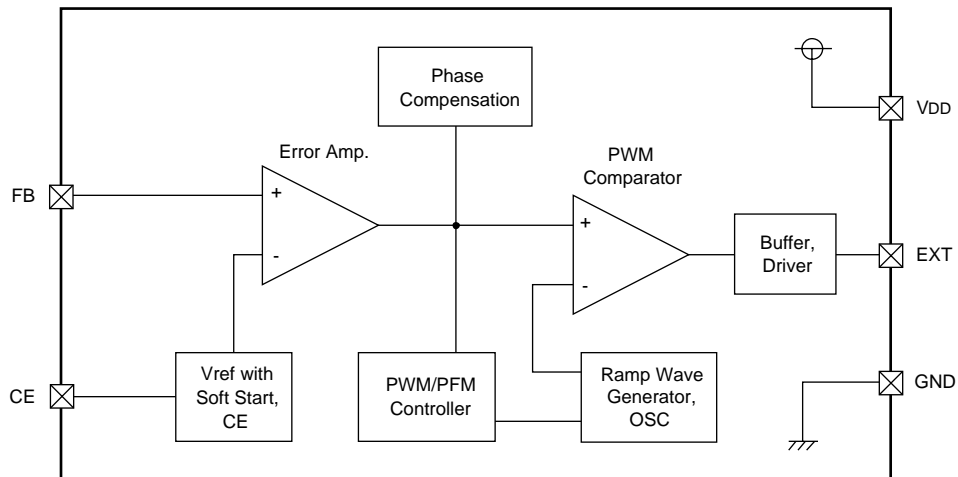 Phase
Compensation
VDD
Error Amp.
PWM
Comparator
FB
+
-
+
-
Buffer,
Driver
EXT
CE
Vref with
Soft Start,
CE
PWM/PFM
Controller
Ramp Wave
Generator,
OSC
GND